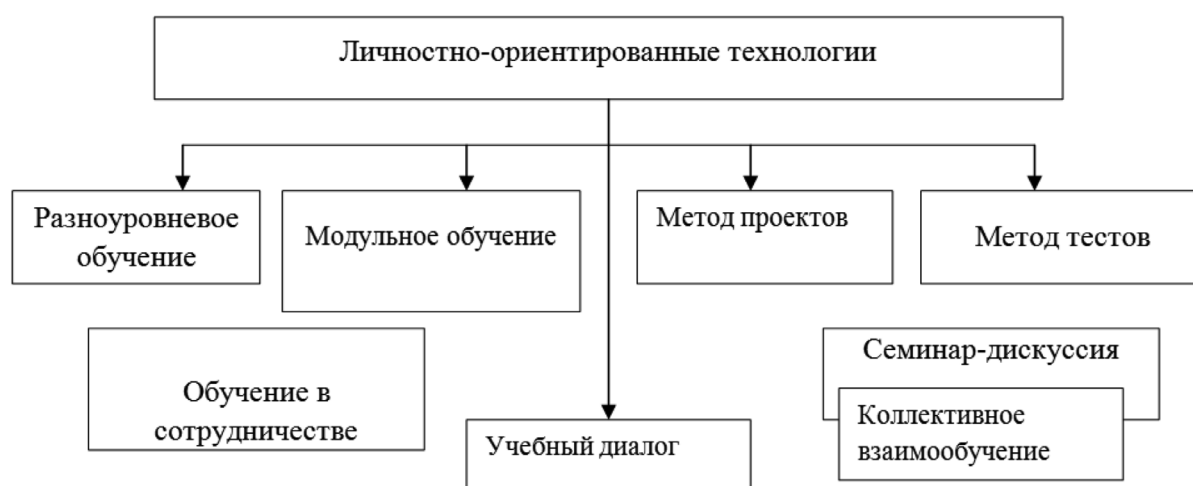 Личностно-ориентированные технологии
Разноуровневое
обучение
Модульное обучение
Метод проектов
Метод тестов
Обучение в
сотрудничестве
Учебный диалог
Семинар-дискуссия
Коллективное
взаимообучение